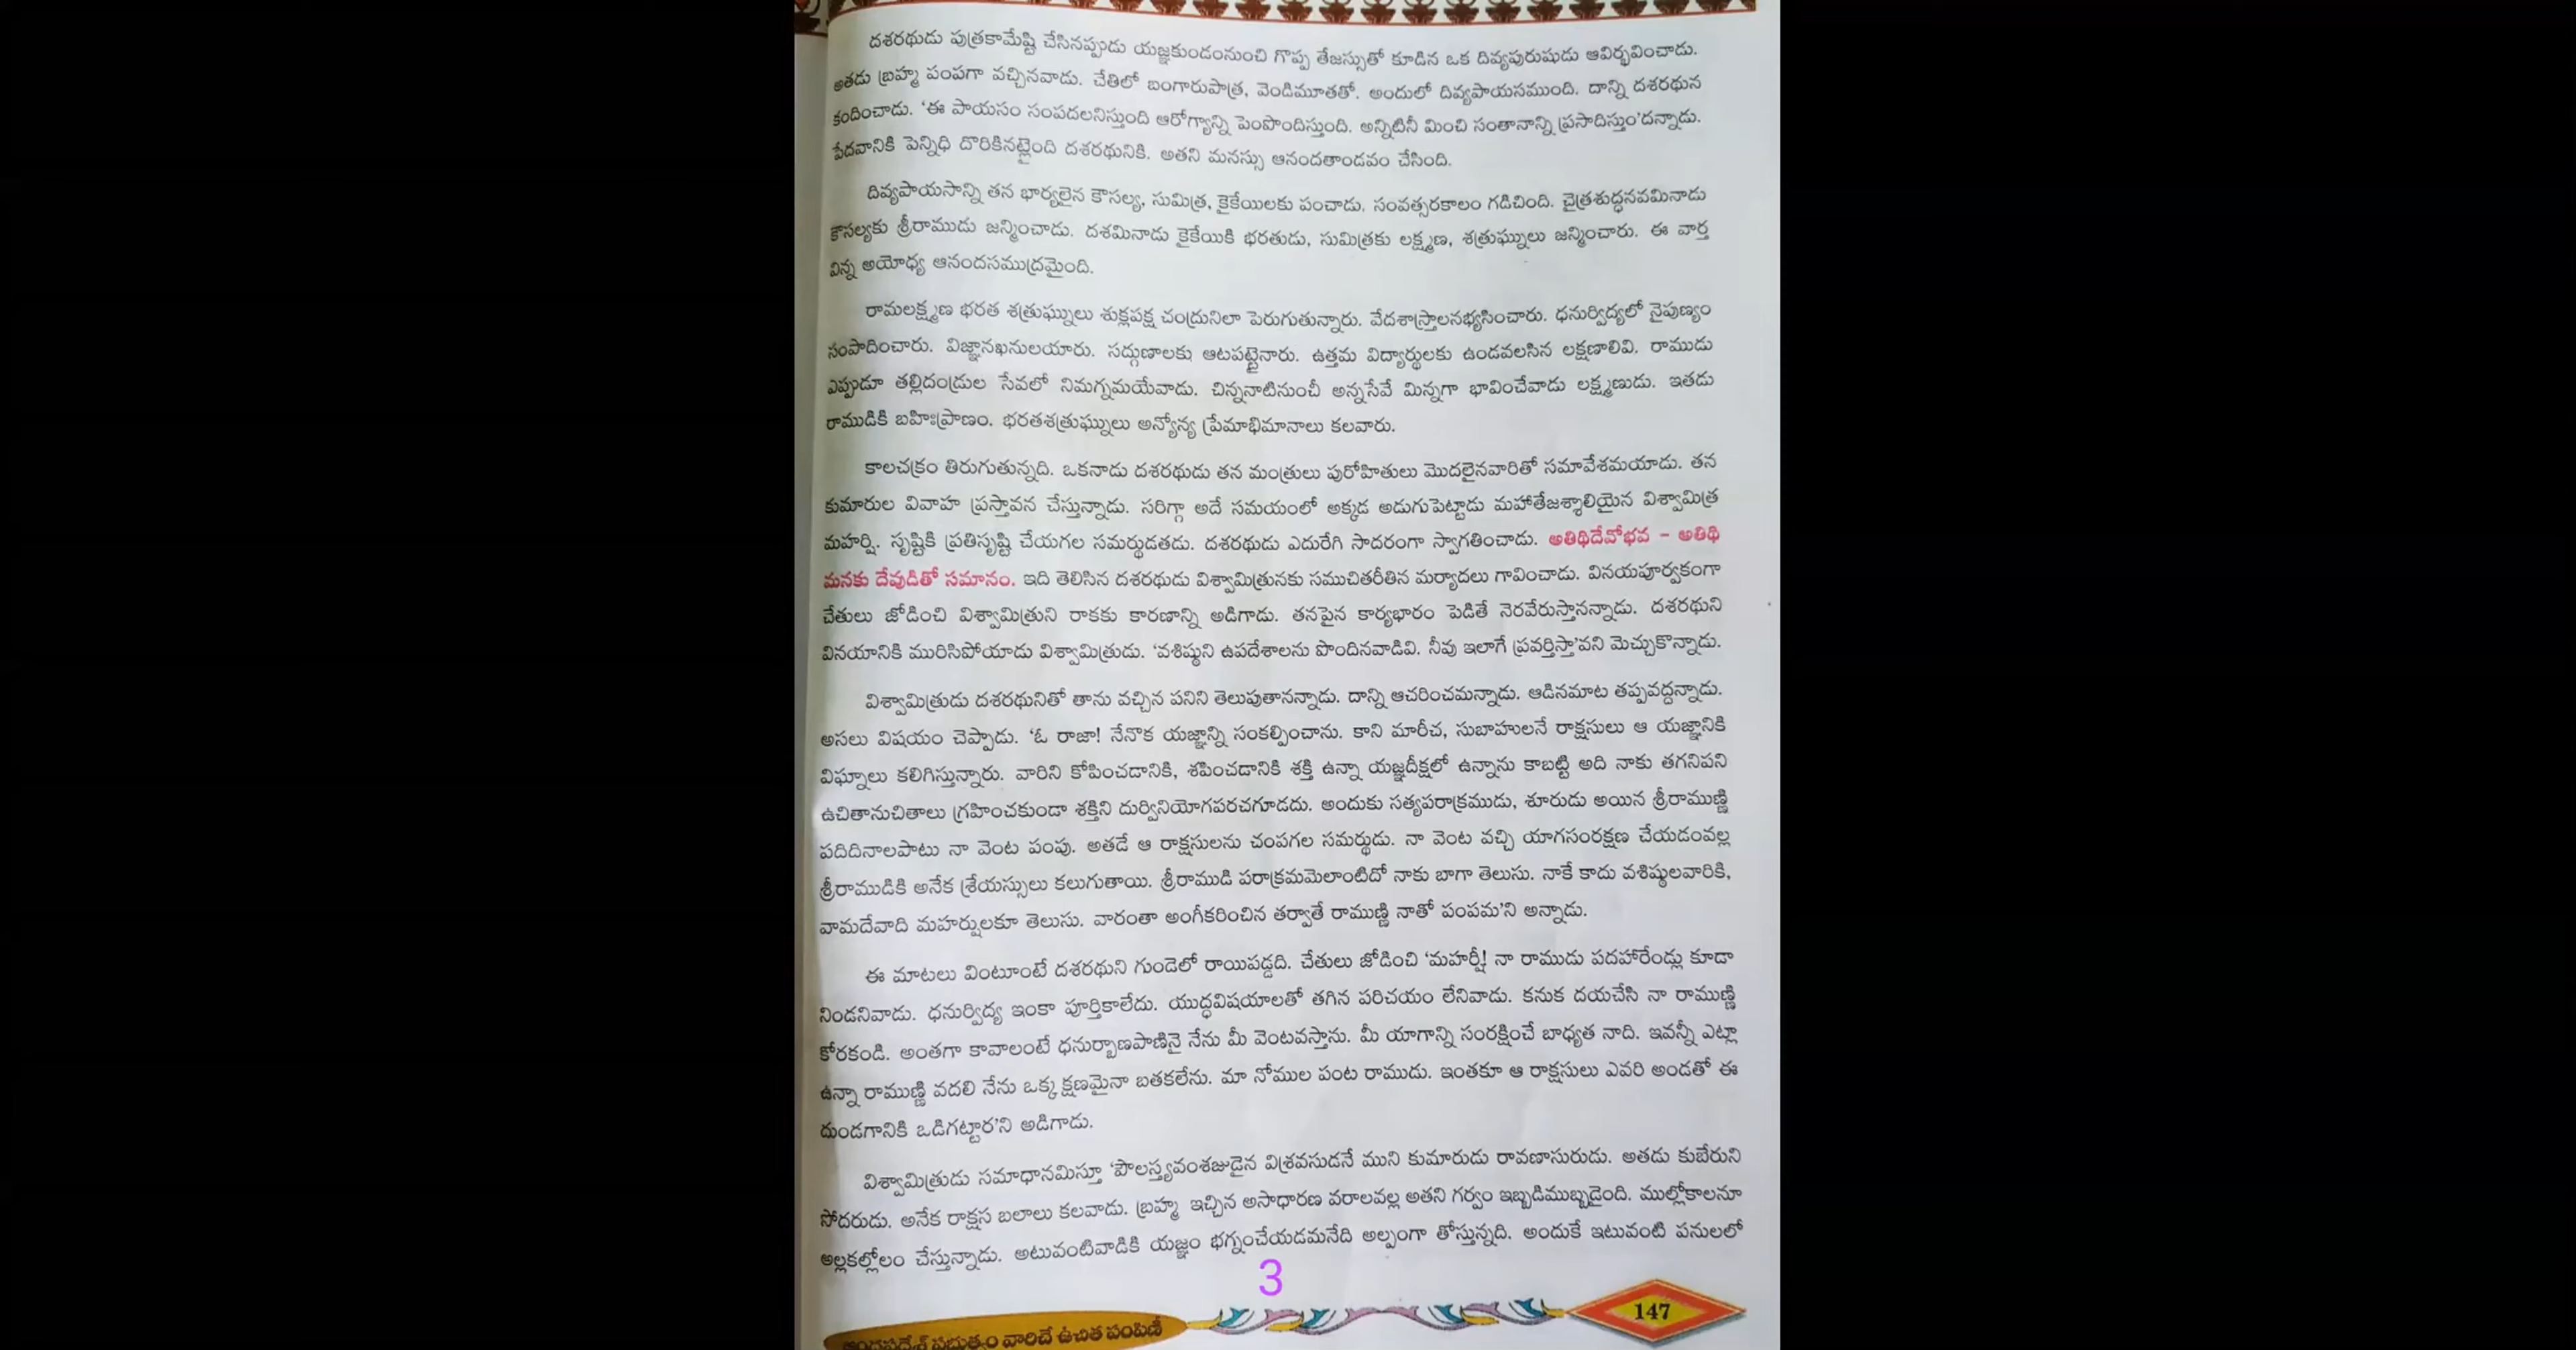 దశరథుడు పుత్రకామేష్టి చేసినప్పుడు యజ్ఞకుండంనుంచి గొప్ప తేజస్సుతో కూడిన ఒక దివ్యపురుషుడు ఆవిర్భవించాడు.
అతడు బ్రహ్మ పంపగా వచ్చినవాడు. చేతిలో బంగారుపాత్ర, వెండిమూతతో. అందులో దివ్యపాయసముంది. దాన్ని దశరథున
కందించాడు. 'ఈ పాయసం సంపదలనిస్తుంది ఆరోగ్యాన్ని పెంపొందిస్తుంది. అన్నిటినీ మించి సంతానాన్ని ప్రసాదిస్తుం'దన్నాడు.
పేదవానికి పెన్నిధి దొరికినట్లైంది దశరథునికి. అతని మనస్సు ఆనందతాండవం చేసింది.
దివ్యపాయసాన్ని తన భార్యలైన కౌసల్య, సుమిత్ర, కైకేయిలకు పంచాడు. సంవత్సరకాలం గడిచింది. చైత్రశుద్ధనవమినాడు
కౌసల్యకు శ్రీరాముడు జన్మించాడు. దశమినాడు కైకేయికి భరతుడు, సుమిత్రకు లక్ష్మణ, శత్రుఘ్నులు జన్మించారు. ఈ వార్త
విన్న అయోధ్య ఆనందసముద్రమైంది.
రామలక్ష్మణ భరత శత్రుఘ్నులు శుక్లపక్ష చంద్రునిలా పెరుగుతున్నారు. వేదశాస్త్రాలనభ్యసించారు. ధనుర్విద్యలో నైపుణ్యం
సంపాదించారు. విజ్ఞానఖనులయారు. సద్గుణాలకు ఆటపట్టైనారు. ఉత్తమ విద్యార్థులకు ఉండవలసిన లక్షణాలివి. రాముడు
ఎప్పుడూ తల్లిదండ్రుల సేవలో నిమగ్నమయేవాడు. చిన్ననాటినుంచీ అన్నసేవే మిన్నగా భావించేవాడు లక్ష్మణుడు. ఇతడు
రాముడికి బహిఃప్రాణం. భరతశత్రుఘ్నులు అన్యోన్య ప్రేమాభిమానాలు కలవారు.
కాలచక్రం తిరుగుతున్నది. ఒకనాడు దశరథుడు తన మంత్రులు పురోహితులు మొదలైనవారితో సమావేశమయాడు. తన
కుమారుల వివాహ ప్రస్తావన చేస్తున్నాడు. సరిగ్గా అదే సమయంలో అక్కడ అడుగుపెట్టాడు మహాతేజశ్శాలియైన విశ్వామిత్ర
మహర్షి. సృష్టికి ప్రతిసృష్టి చేయగల సమర్థుడతడు. దశరథుడు ఎదురేగి సాదరంగా స్వాగతించాడు. అతిథిదేవోభవ - అతిథి
మనకు దేవుడితో సమానం. ఇది తెలిసిన దశరథుడు విశ్వామిత్రునకు సముచితరీతిన మర్యాదలు గావించాడు. వినయపూర్వకంగా
చేతులు జోడించి విశ్వామిత్రుని రాకకు కారణాన్ని అడిగాడు. తనపైన కార్యభారం పెడితే నెరవేరుస్తానన్నాడు. దశరథుని
వినయానికి మురిసిపోయాడు విశ్వామిత్రుడు. 'వశిష్ఠుని ఉపదేశాలను పొందినవాడివి. నీవు ఇలాగే ప్రవర్తిస్తా'వని మెచ్చుకొన్నాడు.
విశ్వామిత్రుడు దశరథునితో తాను వచ్చిన పనిని తెలుపుతానన్నాడు. దాన్ని ఆచరించమన్నాడు. ఆడినమాట తప్పవద్దన్నాడు.
అసలు విషయం చెప్పాడు. 'ఓ రాజా! నేనొక యజ్ఞాన్ని సంకల్పించాను. కాని మారీచ, సుబాహులనే రాక్షసులు ఆ యజ్ఞానికి
విఘ్నాలు కలిగిస్తున్నారు. వారిని కోపించడానికి, శపించడానికి శక్తి ఉన్నా యజ్ఞదీక్షలో ఉన్నాను కాబట్టి అది నాకు తగనిపని
ఉచితానుచితాలు గ్రహించకుండా శక్తిని దుర్వినియోగపరచగూడదు. అందుకు సత్యపరాక్రముడు, శూరుడు అయిన శ్రీరాముణ్ణి
పదిదినాలపాటు నా వెంట పంపు. అతడే ఆ రాక్షసులను చంపగల సమర్థుడు. నా వెంట వచ్చి యాగసంరక్షణ చేయడంవల్ల
శ్రీరాముడికి అనేక శ్రేయస్సులు కలుగుతాయి. శ్రీరాముడి పరాక్రమమెలాంటిదో నాకు బాగా తెలుసు. నాకే కాదు వశిష్ఠులవారికి,
వామదేవాది మహర్షులకూ తెలుసు. వారంతా అంగీకరించిన తర్వాతే రాముణ్ణి నాతో పంపమ'ని అన్నాడు.
ఈ మాటలు వింటూంటే దశరథుని గుండెలో రాయిపడ్డది. చేతులు జోడించి 'మహర్షీ! నా రాముడు పదహారేండ్లు కూడా
నిండనివాడు. ధనుర్విద్య ఇంకా పూర్తికాలేదు. యుద్ధవిషయాలతో తగిన పరిచయం లేనివాడు. కనుక దయచేసి నా రాముణ్ణి
కోరకండి. అంతగా కావాలంటే ధనుర్బాణపాణినై నేను మీ వెంటవస్తాను. మీ యాగాన్ని సంరక్షించే బాధ్యత నాది. ఇవన్నీ ఎట్లా
ఉన్నా రాముణ్ణి వదలి నేను ఒక్కక్షణమైనా బతకలేను. మా నోముల పంట రాముడు. ఇంతకూ ఆ రాక్షసులు ఎవరి అండతో ఈ
దుండగానికి ఒడిగట్టార'ని అడిగాడు.
విశ్వామిత్రుడు సమాధానమిస్తూ 'పౌలస్త్యవంశజుడైన విశ్రవసుడనే ముని కుమారుడు రావణాసురుడు. అతడు కుబేరుని
సోదరుడు. అనేక రాక్షస బలాలు కలవాడు. బ్రహ్మ ఇచ్చిన అసాధారణ వరాలవల్ల అతని గర్వం ఇబ్బడిముబ్బడైంది. ముల్లోకాలనూ
అల్లకల్లోలం చేస్తున్నాడు. అటువంటివాడికి యజ్ఞం భగ్నంచేయడమనేది అల్పంగా తోస్తున్నది. అందుకే ఇటువంటి పనులలో
3
ఆంధ్రప్రదేశ్ ప్రభుత్వం వారిచే ఉచిత పంపిణీ
147